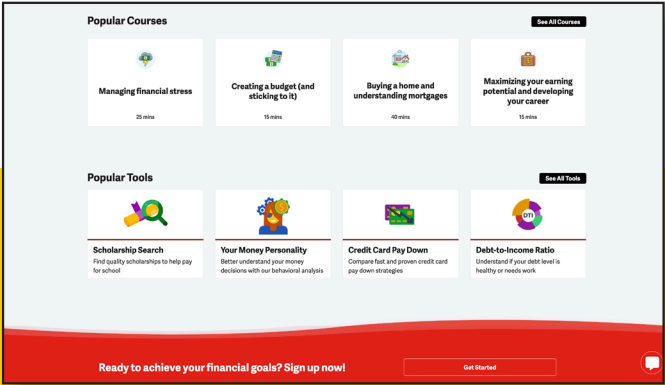 Popular Courses
See All Courses
Managing financial stress
25 mins
Creating a budget (and
sticking to it)
15 mins
Buying a home and
understanding mortgages
40 mins
Maximizing your earning
potential and developing
your career
15 mins
Popular Tools
See All Tools
Scholarship Search
Find quality scholarships to help pay
for school
Your Money Personality
Better understand your money
decisions with our behavioral analysis
Credit Card Pay Down
Compare fast and proven credit card
pay down strategies
DTI
Debt-to-Income Ratio
Understand if your debt level is
healthy or needs work
Ready to achieve your financial goals? Sign up now!
Get Started